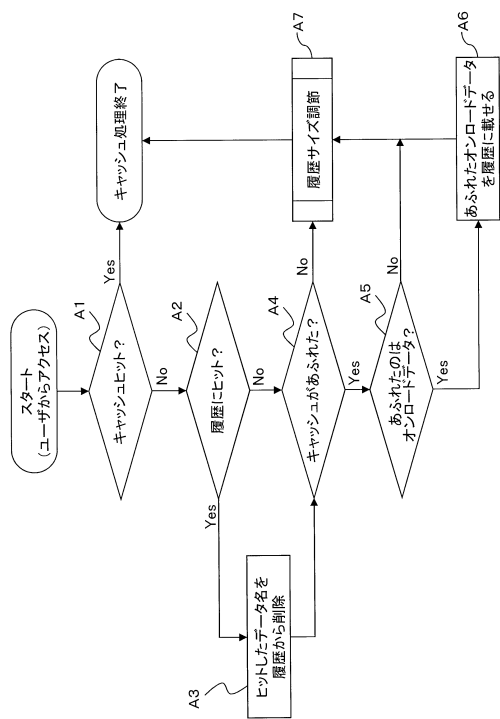 スタート
(ユーザからアクセス)
A1
キャッシュヒット?
Yes
キャッシュ処理終了
No
A2
履歴にヒット?
Yes
No
A3
ヒットしたデータ名を
履歴から削除
A4
キャッシュがあふれた?
No
A7
履歴サイズ調節
Yes
A5
あふれたのは
オンロードデータ?
No
Yes
A6
あふれたオンロードデータ
を履歴に載せる